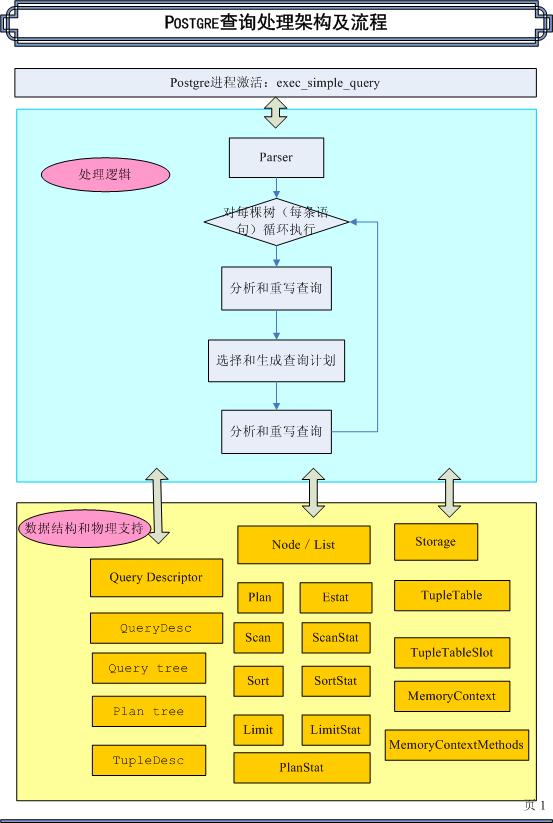 POSTGRE查询处理架构及流程
Postgre进程激活：exec_simple_query
处理逻辑
Parser
对每棵树（每条语
句）循环执行
分析和重写查询
选择和生成查询计划
分析和重写查询
数据结构和物理支持
Query Descriptor
QueryDesc
Query tree
Plan tree
TupleDesc
Node / List
Plan
Estat
Scan
ScanStat
Sort
SortStat
Limit
LimitStat
PlanStat
Storage
TupleTable
TupleTableSlot
MemoryContext
MemoryContextMethods
页 1